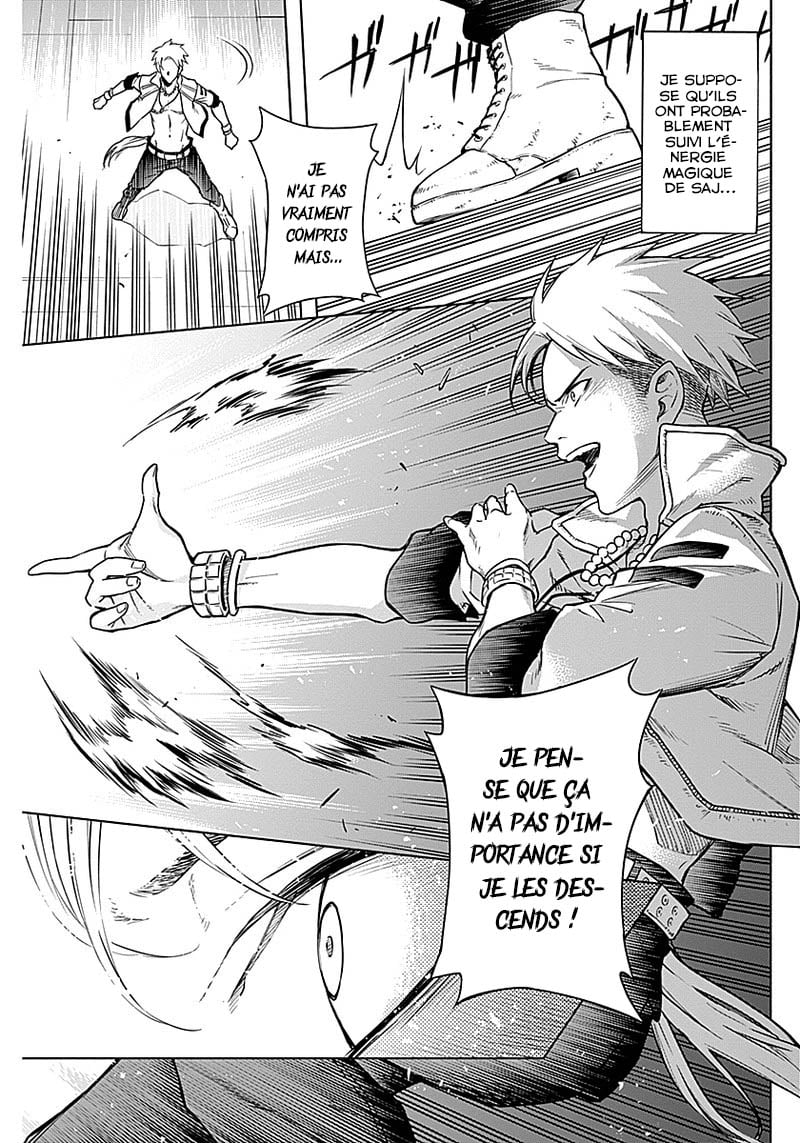 JE SUPPO-
SE QU'ILS
ONT PROBA-
BLEMENT
SUIVI L'É-
NERGIE
MAGIQUE
DE SAJ...
JE
N'AI PAS
VRAIMENT
COMPRIS
MAIS...
JE PEN-
SE QUE ÇA
N'A PAS D'IM-
PORTANCE SI
JE LES DES-
CENDS !